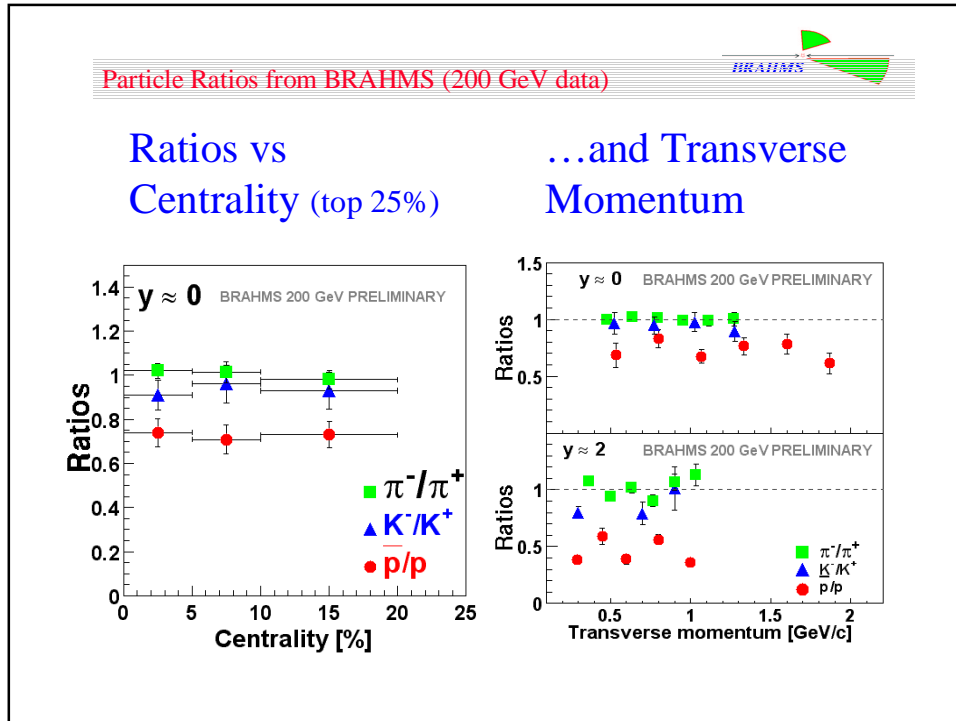 Particle Ratios from BRAHMS (200 GeV data)
BRAHMS
Ratios vs
Centrality (top 25%)
…and Transverse
Momentum
y ≈ 0 BRAHMS 200 GeV PRELIMINARY
Ratios
1.4
1.2
1
0.8
0.6
0.4
0.2
0
π⁻/π⁺
K⁻/K⁺
p̅/p
0 5 10 15 20 25
Centrality [%]
y ≈ 0 BRAHMS 200 GeV PRELIMINARY
Ratios
1.5
1
0.5
y ≈ 2 BRAHMS 200 GeV PRELIMINARY
Ratios
1
0.5
0
π⁻/π⁺
K⁻/K⁺
p̅/p
0.5 1 1.5 2
Transverse momentum [GeV/c]